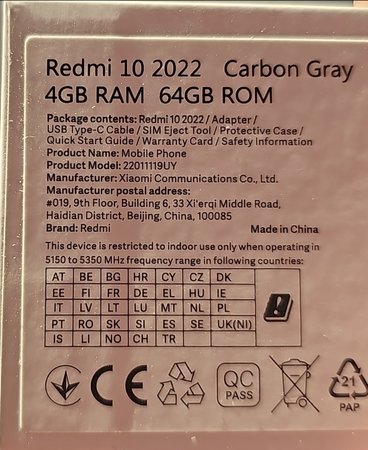 Redmi 10 2022 Carbon Gray
4GB RAM 64GB ROM
Package contents: Redmi 10 2022 / Adapter /
USB Type-C Cable / SIM Eject Tool / Protective Case /
Quick Start Guide / Warranty Card / Safety Information
Product Name: Mobile Phone
Product Model: 22011119UY
Manufacturer: Xiaomi Communications Co., Ltd.
Manufacturer postal address:
#019, 9th Floor, Building 6, 33 Xi'erqi Middle Road,
Haidian District, Beijing, China, 100085
Brand: Redmi Made in China
This device is restricted to indoor use only when operating in
5150 to 5350 MHz frequency range in following countries:
AT BE BG HR CY CZ DK
EE FI FR DE EL HU IE
IT LV LT LU MT NL PL
PT RO SK SI ES SE UK(NI)
IS LI NO CH TR
CE
QC
PASS
21
PAP